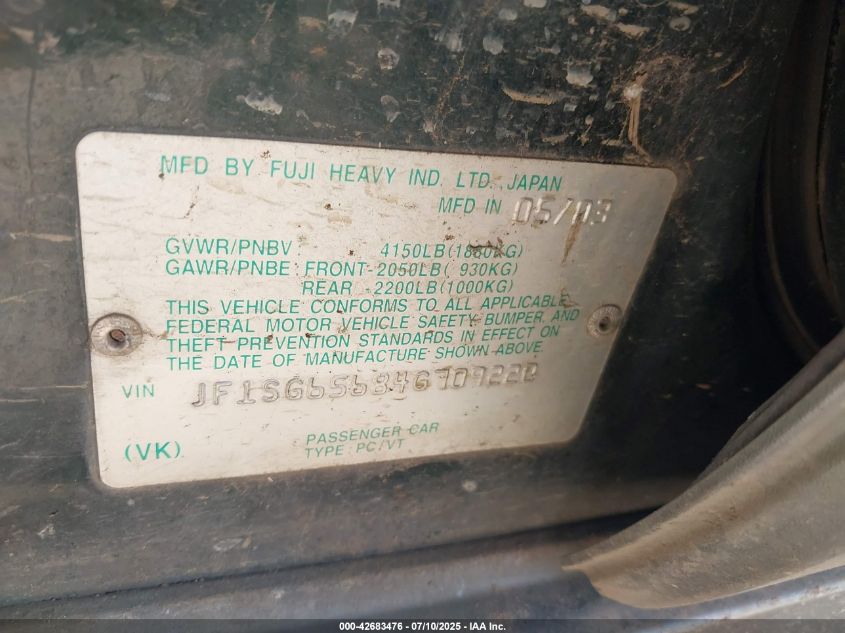 MFD BY FUJI HEAVY IND. LTD. JAPAN
MFD IN 05/03
GVWR/PNBV 4150LB(1880KG)
GAWR/PNBE: FRONT-2050LB( 930KG)
REAR -2200LB(1000KG)
THIS VEHICLE CONFORMS TO ALL APPLICABLE
FEDERAL MOTOR VEHICLE SAFETY, BUMPER, AND
THEFT PREVENTION STANDARDS IN EFFECT ON
THE DATE OF MANUFACTURE SHOWN ABOVE.
VIN JF1SG65684G709220
PASSENGER CAR
(VK) TYPE PC/VT
000-42683476 - 07/10/2025 - IAA Inc.